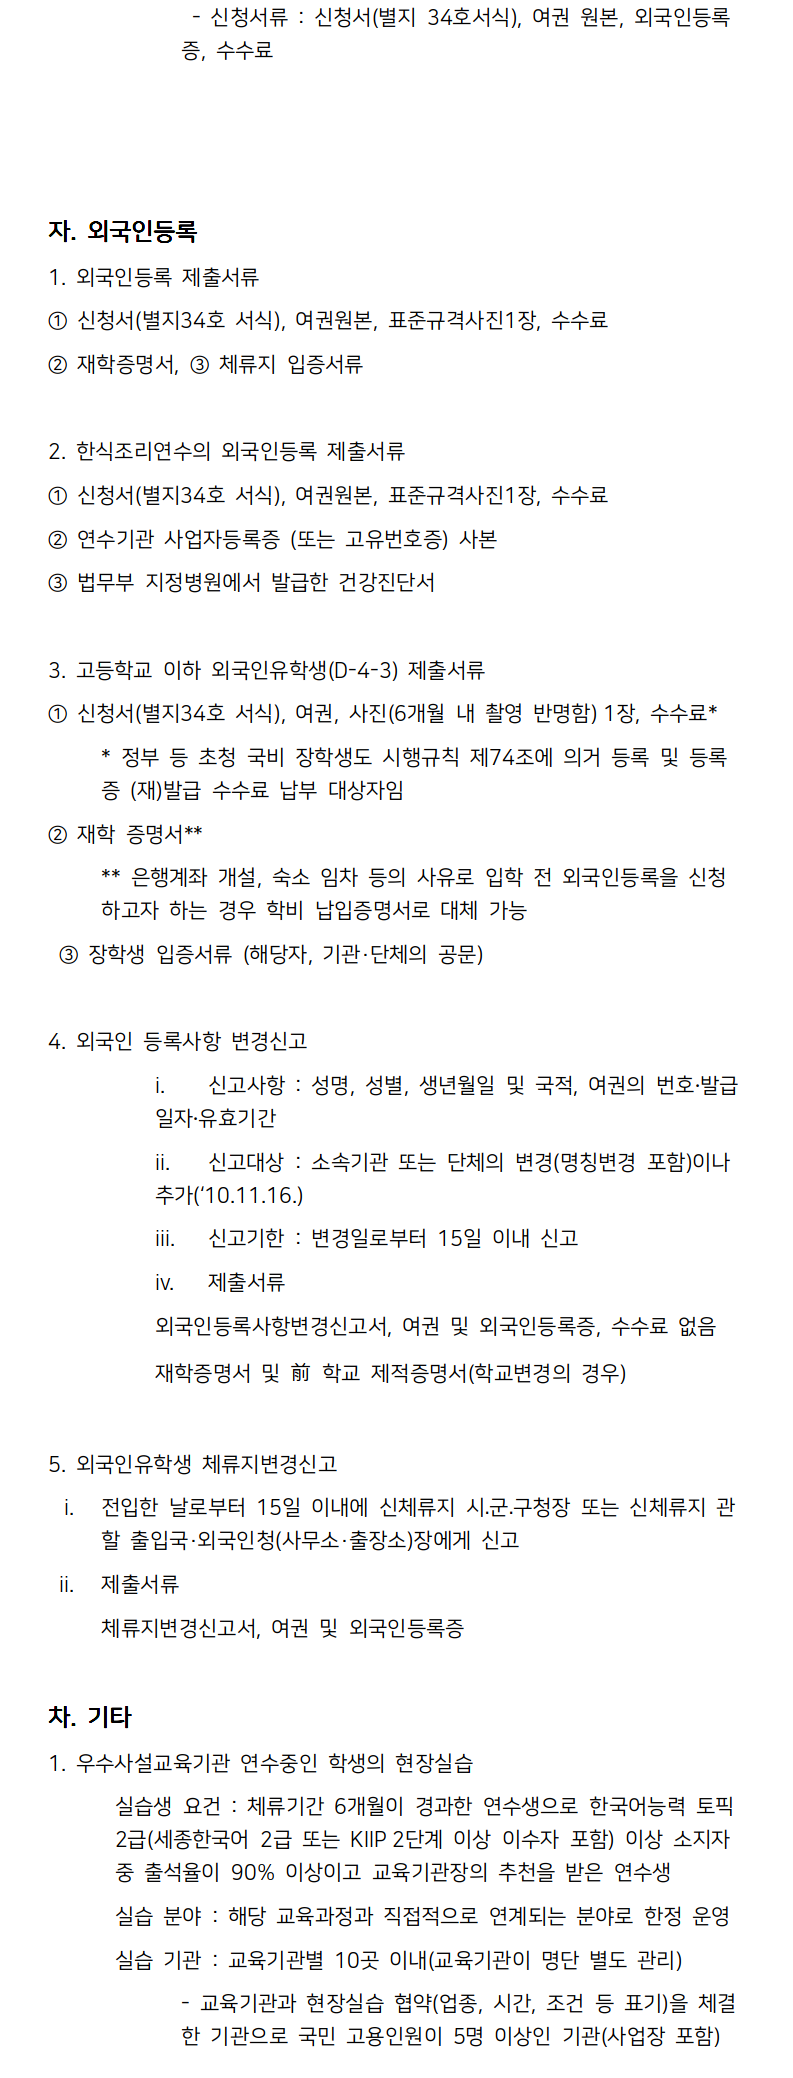 - 신청서류 : 신청서(별지 34호서식), 여권 원본, 외국인등록
증, 수수료
자. 외국인등록
1. 외국인등록 제출서류
① 신청서(별지34호 서식), 여권원본, 표준규격사진1장, 수수료
② 재학증명서, ③ 체류지 입증서류
2. 한식조리연수의 외국인등록 제출서류
① 신청서(별지34호 서식), 여권원본, 표준규격사진1장, 수수료
② 연수기관 사업자등록증 (또는 고유번호증) 사본
③ 법무부 지정병원에서 발급한 건강진단서
3. 고등학교 이하 외국인유학생(D-4-3) 제출서류
① 신청서(별지34호 서식), 여권, 사진(6개월 내 촬영 반명함) 1장, 수수료*
* 정부 등 초청 국비 장학생도 시행규칙 제74조에 의거 등록 및 등록
증 (재)발급 수수료 납부 대상자임
② 재학 증명서**
** 은행계좌 개설, 숙소 임차 등의 사유로 입학 전 외국인등록을 신청
하고자 하는 경우 학비 납입증명서로 대체 가능
③ 장학생 입증서류 (해당자, 기관·단체의 공문)
4. 외국인 등록사항 변경신고
i. 신고사항 : 성명, 성별, 생년월일 및 국적, 여권의 번호·발급
일자·유효기간
ii. 신고대상 : 소속기관 또는 단체의 변경(명칭변경 포함)이나
추가(‘10.11.16.)
iii. 신고기한 : 변경일로부터 15일 이내 신고
iv. 제출서류
외국인등록사항변경신고서, 여권 및 외국인등록증, 수수료 없음
재학증명서 및 前 학교 제적증명서(학교변경의 경우)
5. 외국인유학생 체류지변경신고
i. 전입한 날로부터 15일 이내에 신체류지 시.군.구청장 또는 신체류지 관
할 출입국·외국인청(사무소·출장소)장에게 신고
ii. 제출서류
체류지변경신고서, 여권 및 외국인등록증
차. 기타
1. 우수사설교육기관 연수중인 학생의 현장실습
실습생 요건 : 체류기간 6개월이 경과한 연수생으로 한국어능력 토픽
2급(세종한국어 2급 또는 KIIP 2단계 이상 이수자 포함) 이상 소지자
중 출석율이 90% 이상이고 교육기관장의 추천을 받은 연수생
실습 분야 : 해당 교육과정과 직접적으로 연계되는 분야로 한정 운영
실습 기관 : 교육기관별 10곳 이내(교육기관이 명단 별도 관리)
- 교육기관과 현장실습 협약(업종, 시간, 조건 등 표기)을 체결
한 기관으로 국민 고용인원이 5명 이상인 기관(사업장 포함)